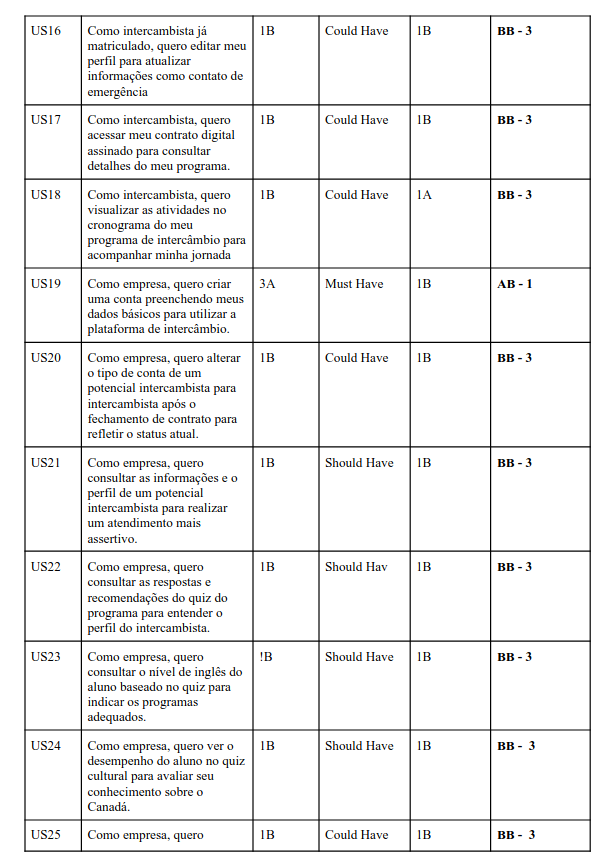 US16 Como intercambista já 1B Could Have 1B BB - 3
matriculado, quero editar meu
perfil para atualizar
informações como contato de
emergência
US17 Como intercambista, quero 1B Could Have 1B BB - 3
acessar meu contrato digital
assinado para consultar
detalhes do meu programa.
US18 Como intercambista, quero 1B Could Have 1A BB - 3
visualizar as atividades no
cronograma do meu
programa de intercâmbio para
acompanhar minha jornada
US19 Como empresa, quero criar 3A Must Have 1B AB - 1
uma conta preenchendo meus
dados básicos para utilizar a
plataforma de intercâmbio.
US20 Como empresa, quero alterar 1B Could Have 1B BB - 3
o tipo de conta de um
potencial intercambista para
intercambista após o
fechamento de contrato para
refletir o status atual.
US21 Como empresa, quero 1B Should Have 1B BB - 3
consultar as informações e o
perfil de um potencial
intercambista para realizar
um atendimento mais
assertivo.
US22 Como empresa, quero 1B Should Hav 1B BB - 3
consultar as respostas e
recomendações do quiz do
programa para entender o
perfil do intercambista.
US23 Como empresa, quero !B Should Have 1B BB - 3
consultar o nível de inglês do
aluno baseado no quiz para
indicar os programas
adequados.
US24 Como empresa, quero ver o 1B Should Have 1B BB -  3
desempenho do aluno no quiz
cultural para avaliar seu
conhecimento sobre o
Canadá.
US25 Como empresa, quero 1B Could Have 1B BB -  3